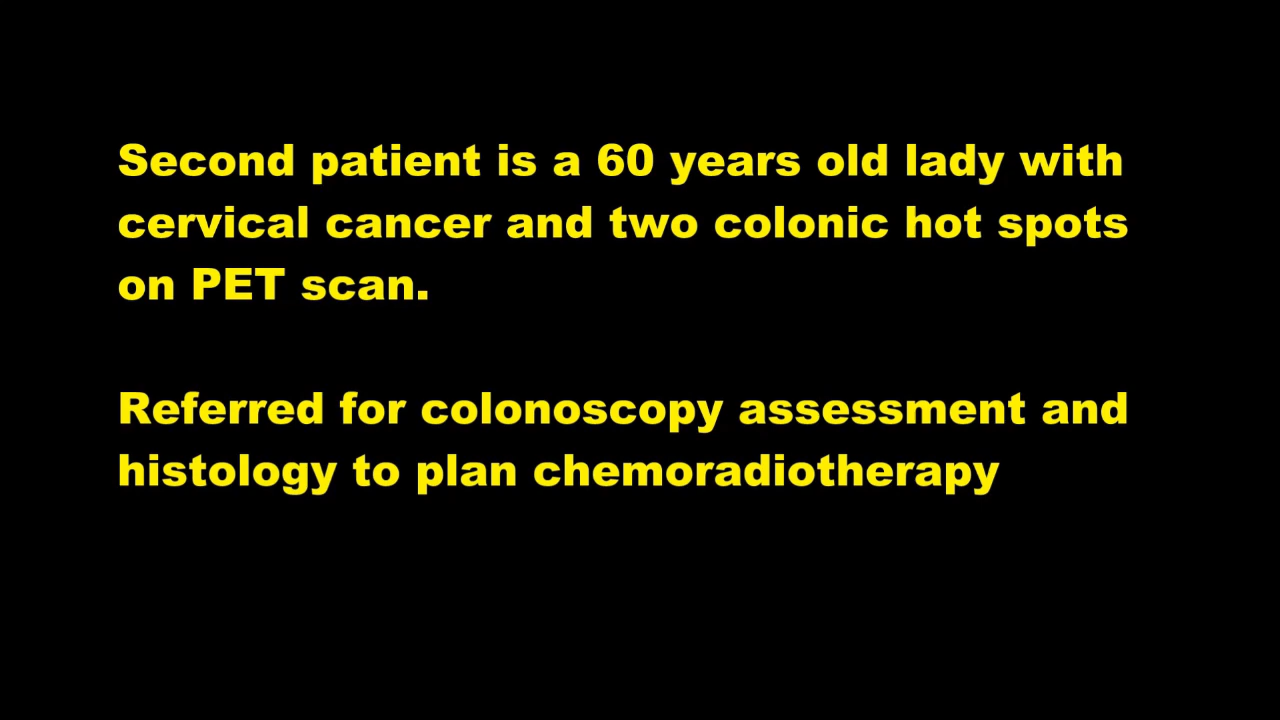 Second patient is a 60 years old lady with
cervical cancer and two colonic hot spots
on PET scan.
Referred for colonoscopy assessment and
histology to plan chemoradiotherapy